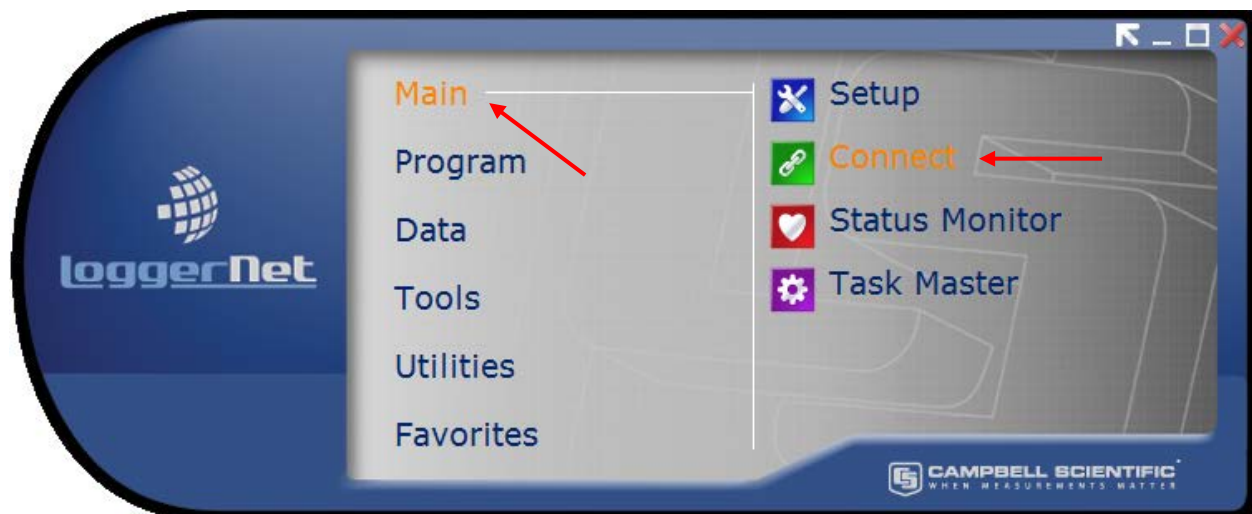 Main
Program
Data
Tools
Utilities
Favorites
Setup
Connect
Status Monitor
Task Master
loggerNet
CAMPBELL SCIENTIFIC
WHEN MEASUREMENTS MATTER